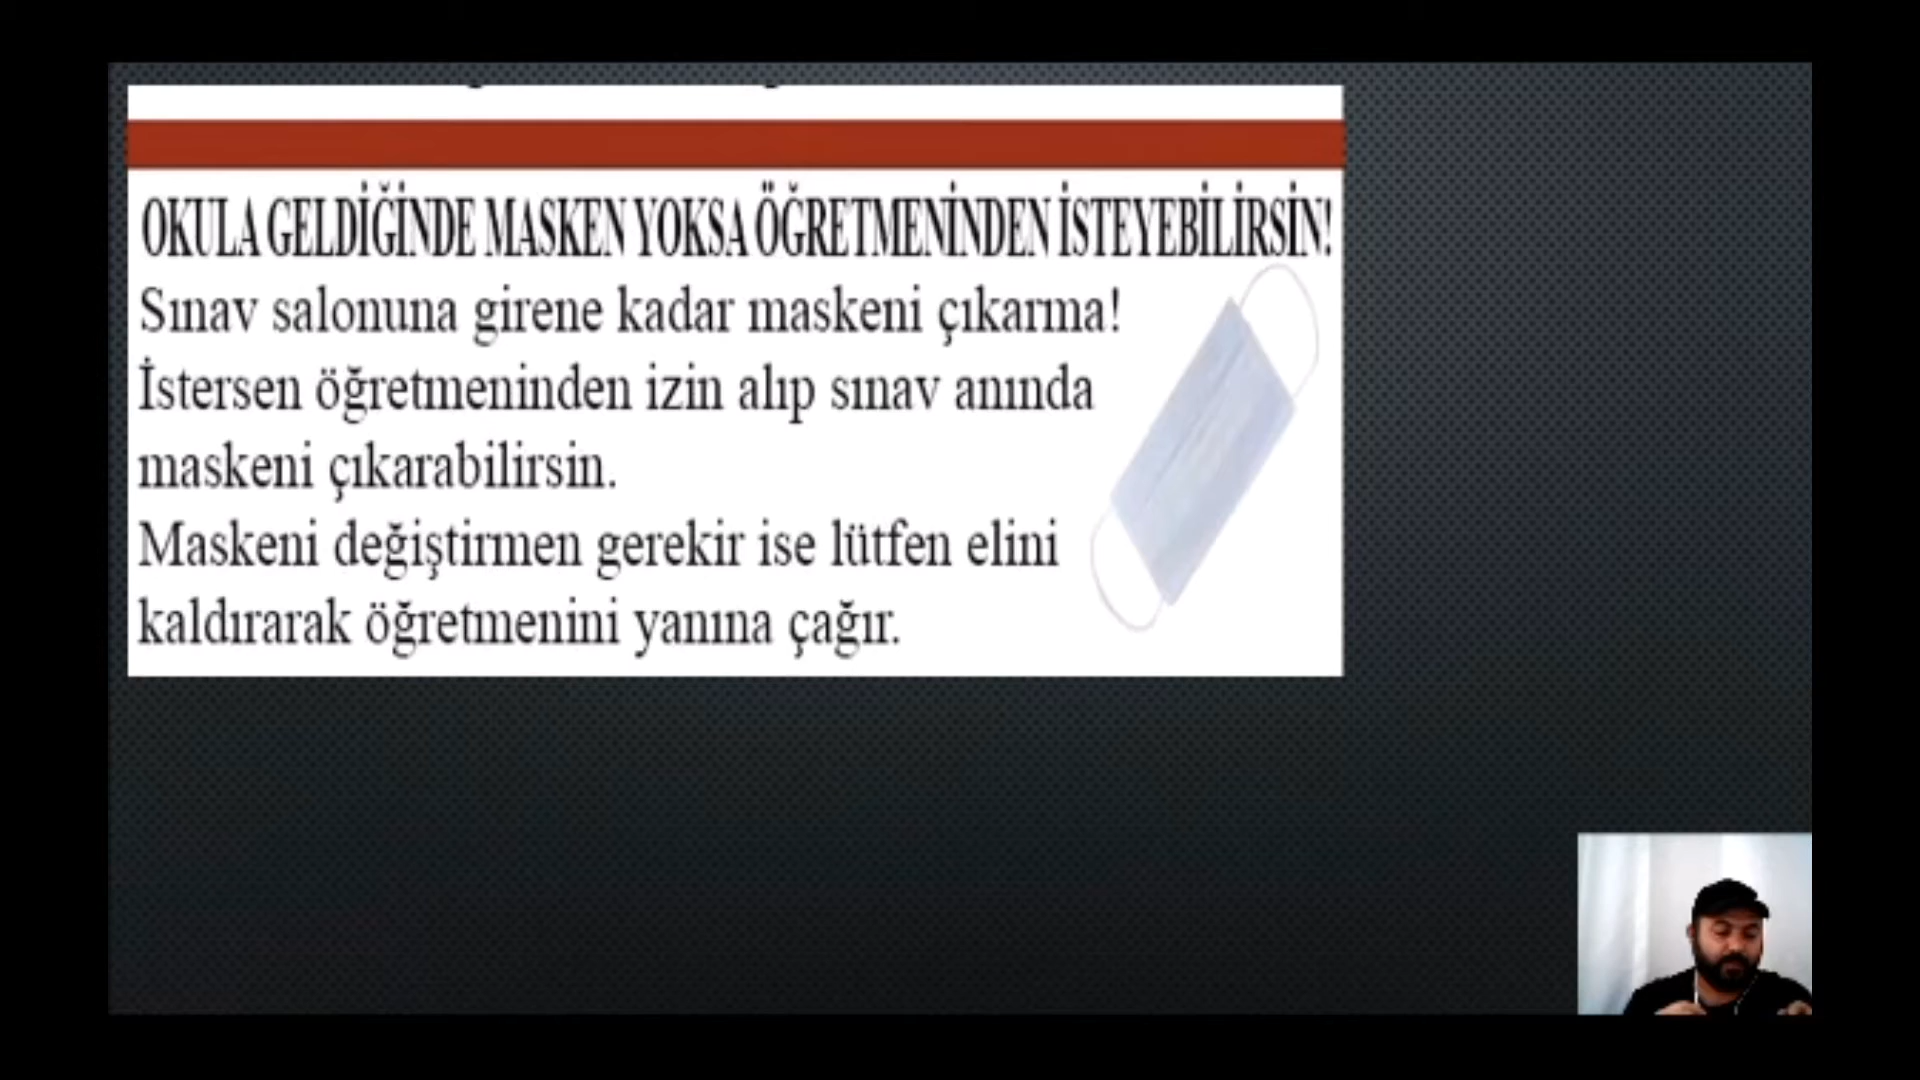 OKULA GELDİĞİNDE MASKEN YOKSA ÖĞRETMENİNDEN İSTEYEBİLİRSİN!
Sınav salonuna girene kadar maskeni çıkarma!
İstersen öğretmeninden izin alıp sınav anında
maskeni çıkarabilirsin.
Maskeni değiştirmen gerekir ise lütfen elini
kaldırarak öğretmenini yanına çağır.